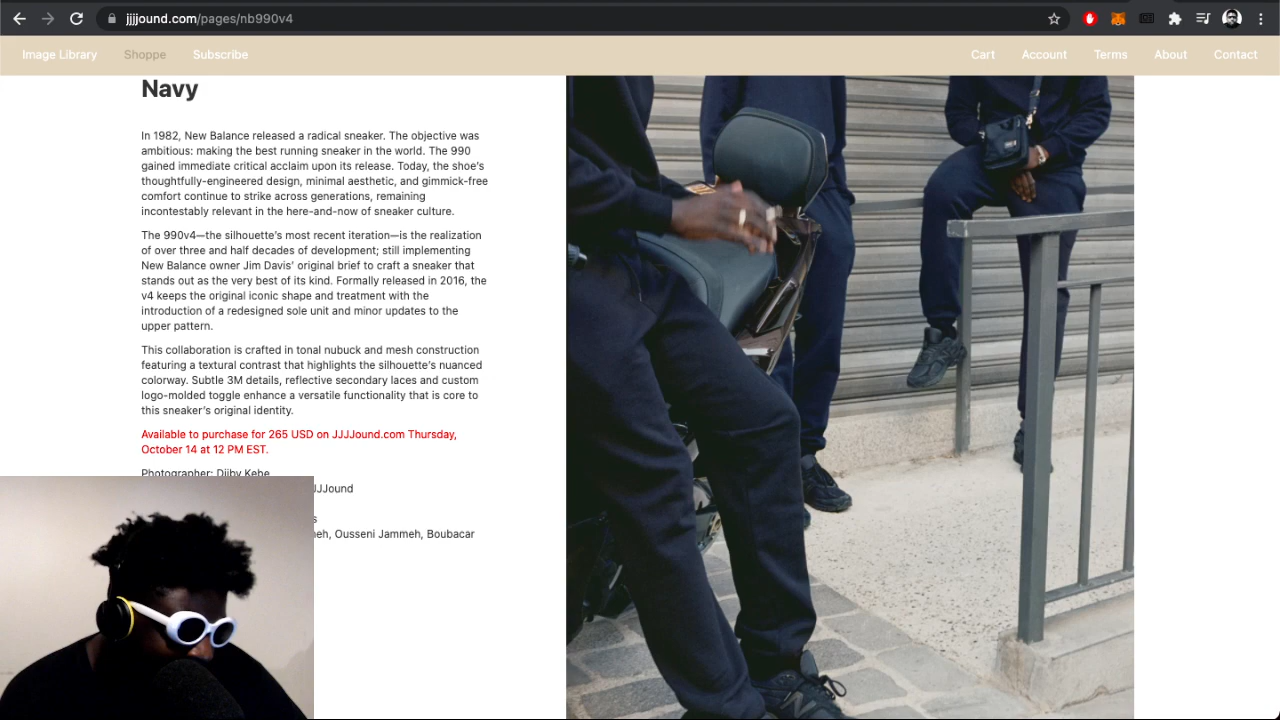 jjjjound.com/pages/nb990v4
Image Library Shoppe Subscribe Cart Account Terms About Contact
Navy
In 1982, New Balance released a radical sneaker. The objective was
ambitious: making the best running sneaker in the world. The 990
gained immediate critical acclaim upon its release. Today, the shoe's
thoughtfully-engineered design, minimal aesthetic, and gimmick-free
comfort continue to strike across generations, remaining
incontestably relevant in the here-and-now of sneaker culture.
The 990v4—the silhouette's most recent iteration—is the realization
of over three and half decades of development; still implementing
New Balance owner Jim Davis' original brief to craft a sneaker that
stands out as the very best of its kind. Formally released in 2016, the
v4 keeps the original iconic shape and treatment with the
introduction of a redesigned sole unit and minor updates to the
upper pattern.
This collaboration is crafted in tonal nubuck and mesh construction
featuring a textural contrast that highlights the silhouette's nuanced
colorway. Subtle 3M details, reflective secondary laces and custom
logo-molded toggle enhance a versatile functionality that is core to
this sneaker's original identity.
Available to purchase for 265 USD on JJJJound.com Thursday,
October 14 at 12 PM EST.
Photographer: Djiby Kebe
JJound
s
eh, Ousseni Jammeh, Boubacar